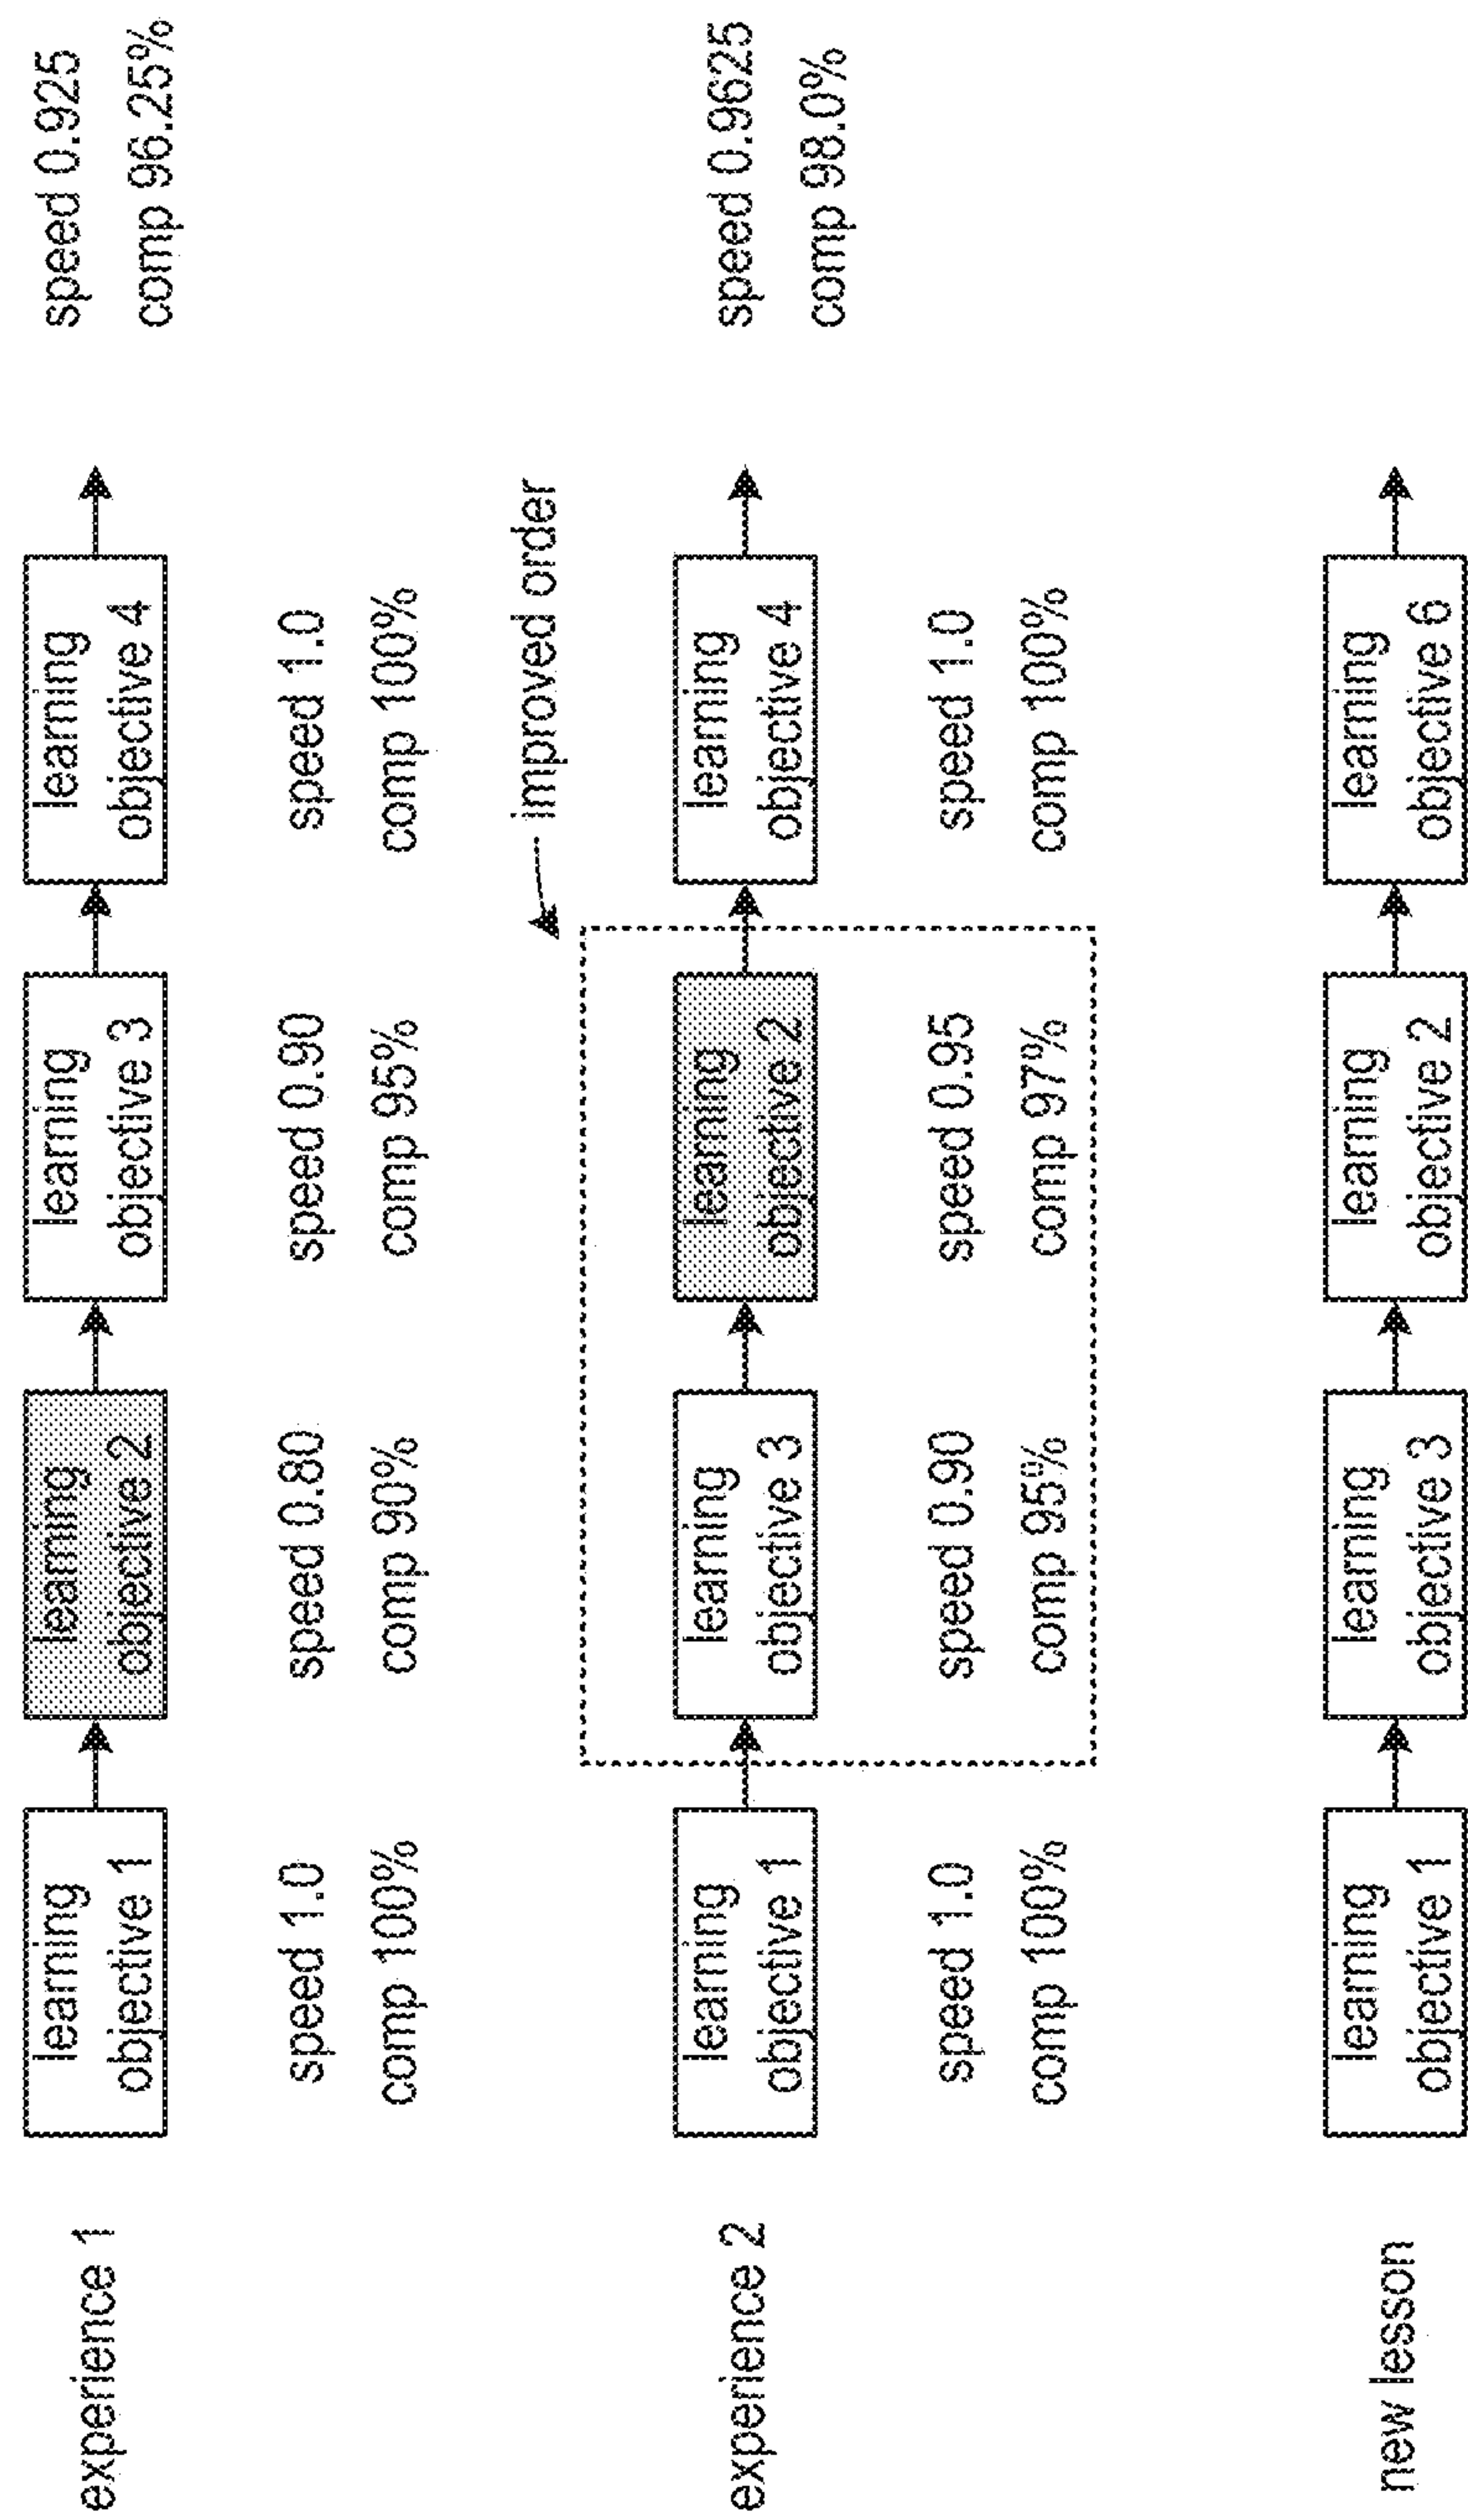 experience 1
learning
objective 1
learning
objective 2
learning
objective 3
learning
objective 4
speed 0.925
comp 96.25%
speed 1.0
comp 100%
speed 0.80
comp 90%
speed 0.90
comp 95%
speed 1.0
comp 100%
improved order
experience 2
learning
objective 1
learning
objective 3
learning
objective 2
learning
objective 4
speed 0.9625
comp 98.0%
speed 1.0
comp 100%
speed 0.90
comp 95%
speed 0.95
comp 97%
speed 1.0
comp 100%
new lesson
learning
objective 1
learning
objective 3
learning
objective 2
learning
objective 6